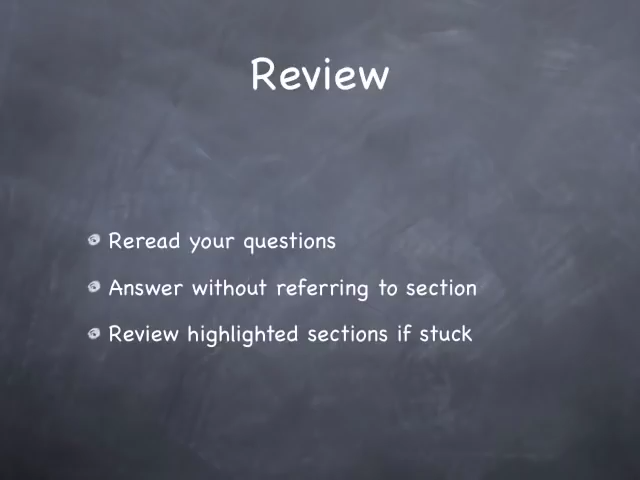 Review
Reread your questions
Answer without referring to section
Review highlighted sections if stuck